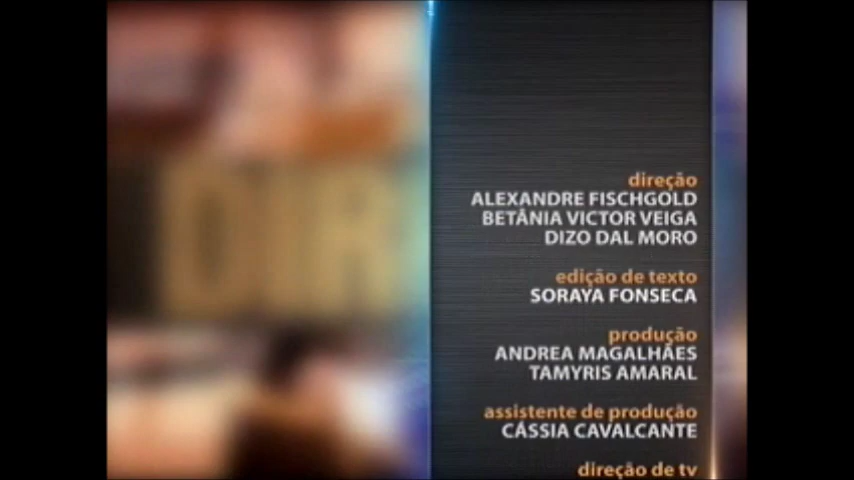 DIR
direção
ALEXANDRE FISCHGOLD
BETÂNIA VICTOR VEIGA
DIZO DAL MORO
edição de texto
SORAYA FONSECA
produção
ANDREA MAGALHÃES
TAMYRIS AMARAL
assistente de produção
CÁSSIA CAVALCANTE
direção de tv